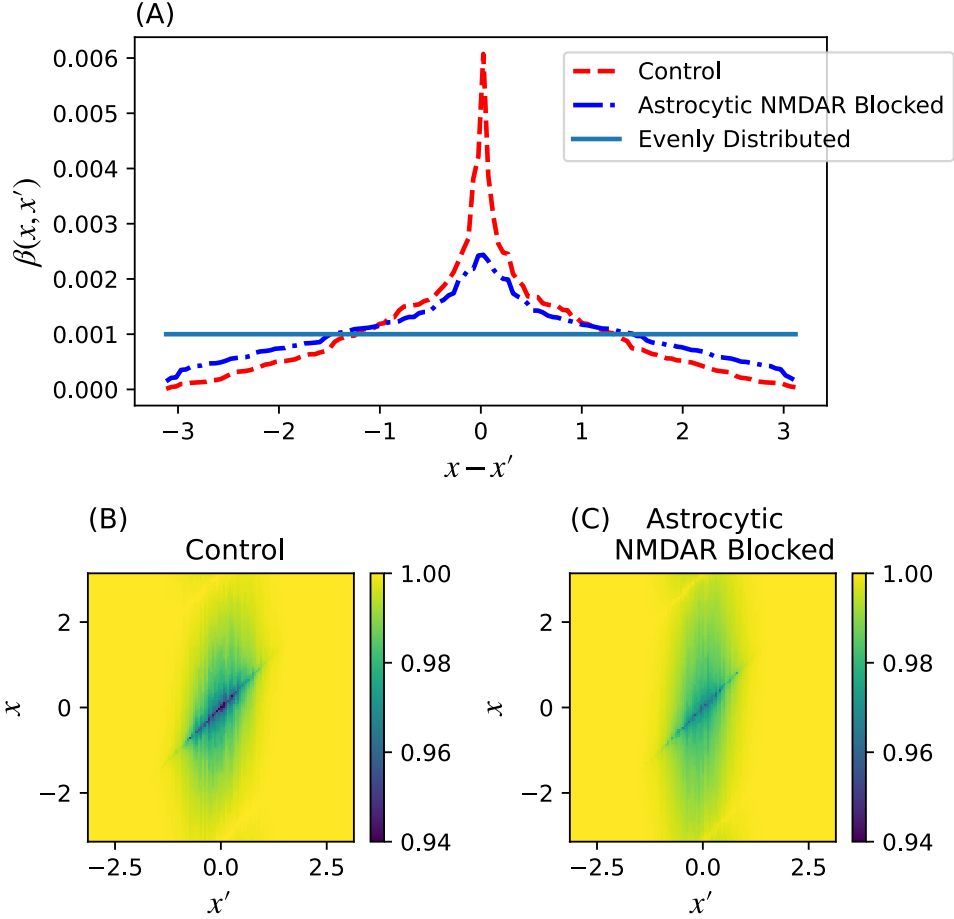 (A)
0.006
0.005
0.004
0.003
0.002
0.001
0.000
β(x, x′)
Control
Astrocytic NMDAR Blocked
Evenly Distributed
−3 −2 −1 0 1 2 3
x − x′
(B)
Control
2
0
−2
x
−2.5 0.0 2.5
x′
1.00
0.98
0.96
0.94
(C) Astrocytic
NMDAR Blocked
2
0
−2
x
−2.5 0.0 2.5
x′
1.00
0.98
0.96
0.94